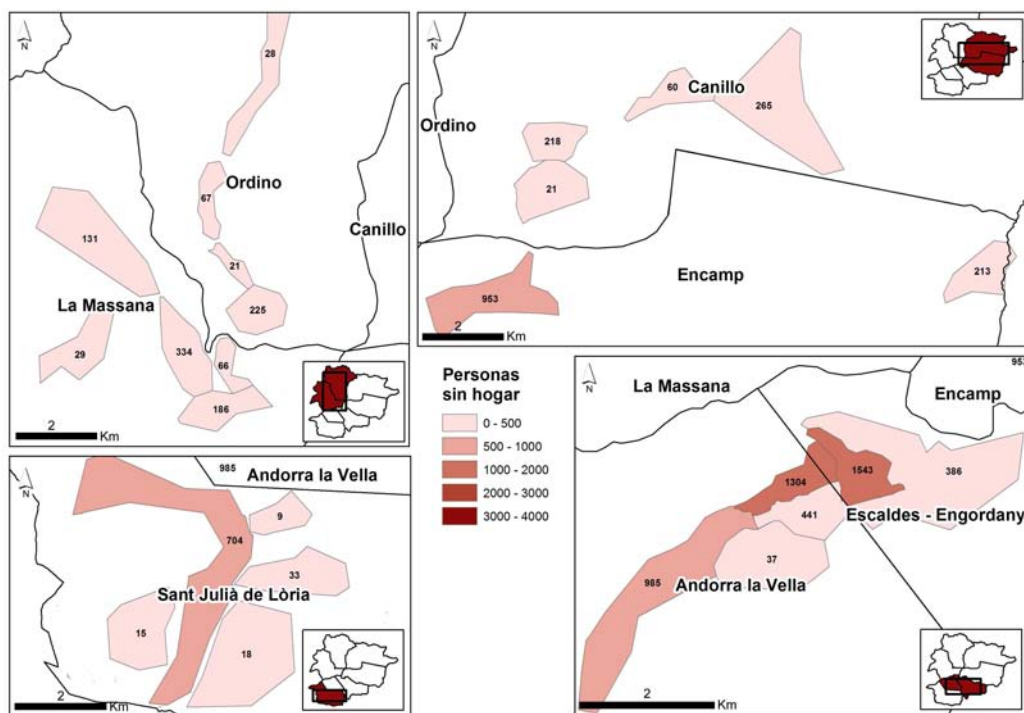 N
28
Ordino
67
Canillo
131
21
La Massana
225
29
334
66
186
2
Km
N
60
Canillo
265
Ordino
218
21
Encamp
213
953
2
Km
Personas
sin hogar
0 - 500
500 - 1000
1000 - 2000
2000 - 3000
3000 - 4000
N
985
Andorra la Vella
9
704
33
Sant Julià de Lòria
15
18
2
Km
N
La Massana
Encamp
1304
1543
386
441
Escaldes - Engordany
37
985
Andorra la Vella
2
Km